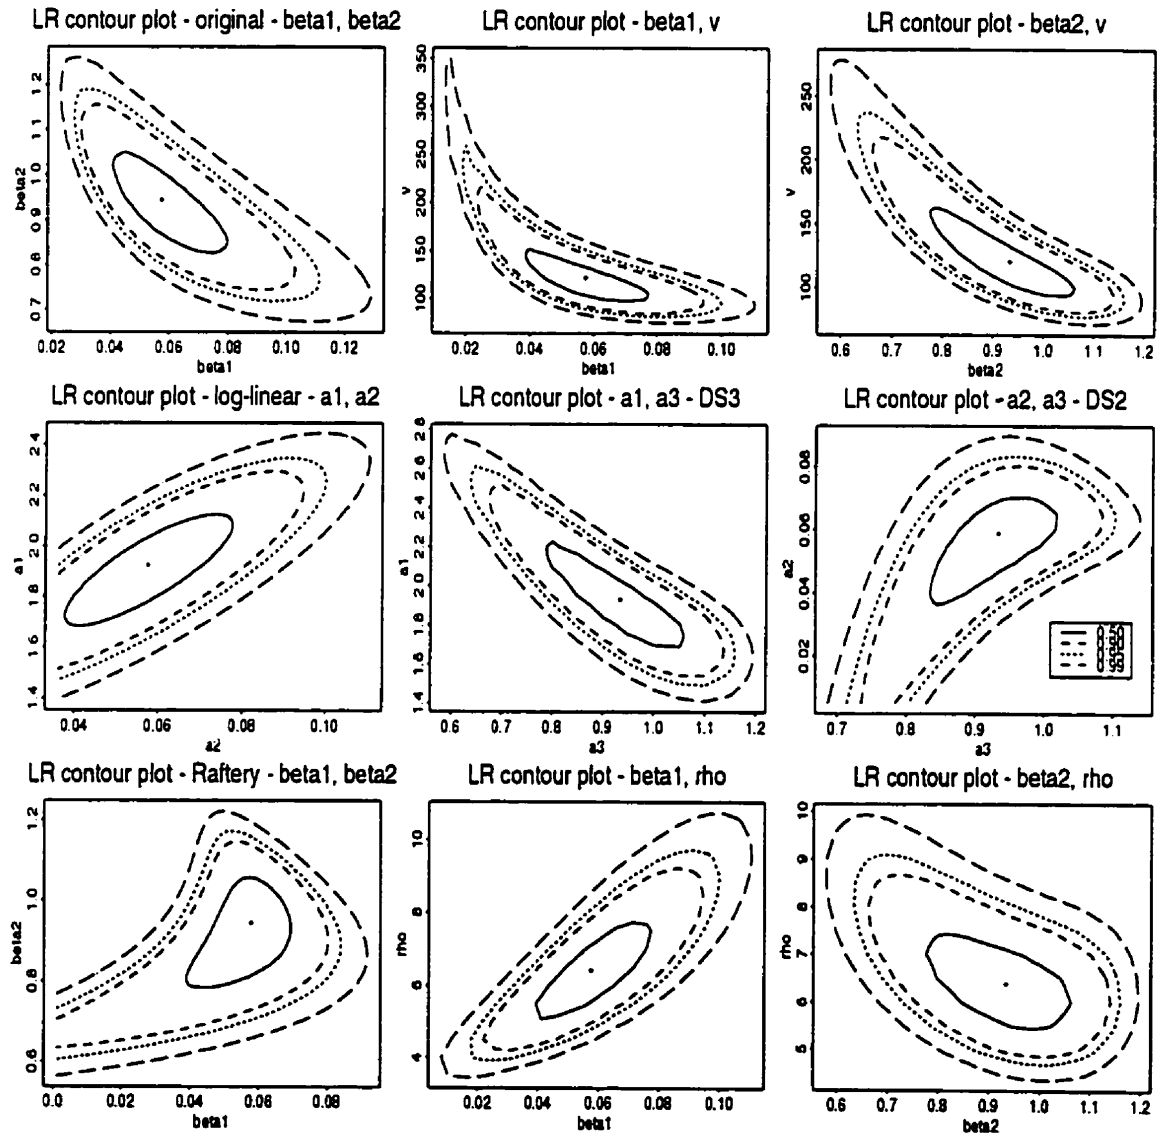 LR contour plot - original - beta1, beta2
beta2
1.2
1.1
1.0
0.9
0.8
0.7
0.02 0.04 0.06 0.08 0.10 0.12
beta1
LR contour plot - beta1, v
v
350
300
250
200
150
100
0.02 0.04 0.06 0.08 0.10
beta1
LR contour plot - beta2, v
v
250
200
150
100
0.6 0.7 0.8 0.9 1.0 1.1 1.2
beta2
LR contour plot - log-linear - a1, a2
a1
2.4
2.2
2.0
1.8
1.6
1.4
0.04 0.06 0.08 0.10
a2
LR contour plot - a1, a3 - DS3
a1
2.8
2.6
2.4
2.2
2.0
1.8
1.6
1.4
0.6 0.7 0.8 0.9 1.0 1.1 1.2
a3
LR contour plot - a2, a3 - DS2
a2
0.08
0.06
0.04
0.02
0.50
0.90
0.95
0.99
0.7 0.8 0.9 1.0 1.1
a3
LR contour plot - Raftery - beta1, beta2
beta2
1.2
1.0
0.8
0.6
0.0 0.02 0.04 0.06 0.08
beta1
LR contour plot - beta1, rho
rho
10
8
6
4
0.02 0.04 0.06 0.08 0.10
beta1
LR contour plot - beta2, rho
rho
10
9
8
7
6
5
0.6 0.7 0.8 0.9 1.0 1.1 1.2
beta2